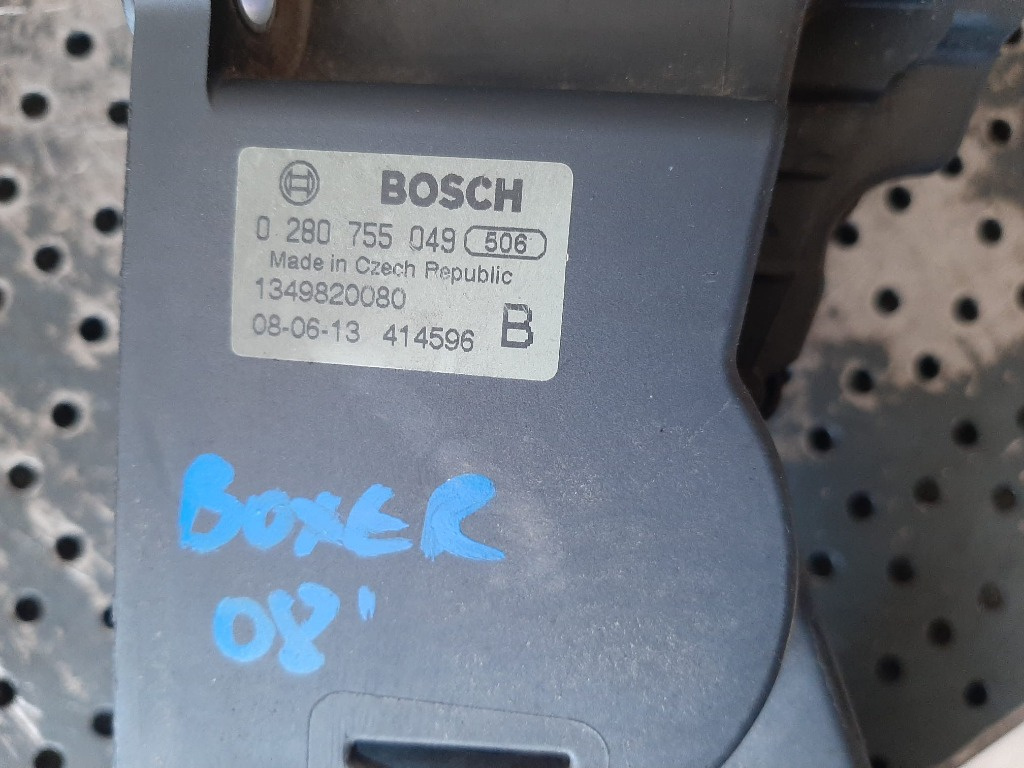 BOSCH
0 280 755 049 506
Made in Czech Republic
1349820080
08-06-13 414596 B
BOXER
08'